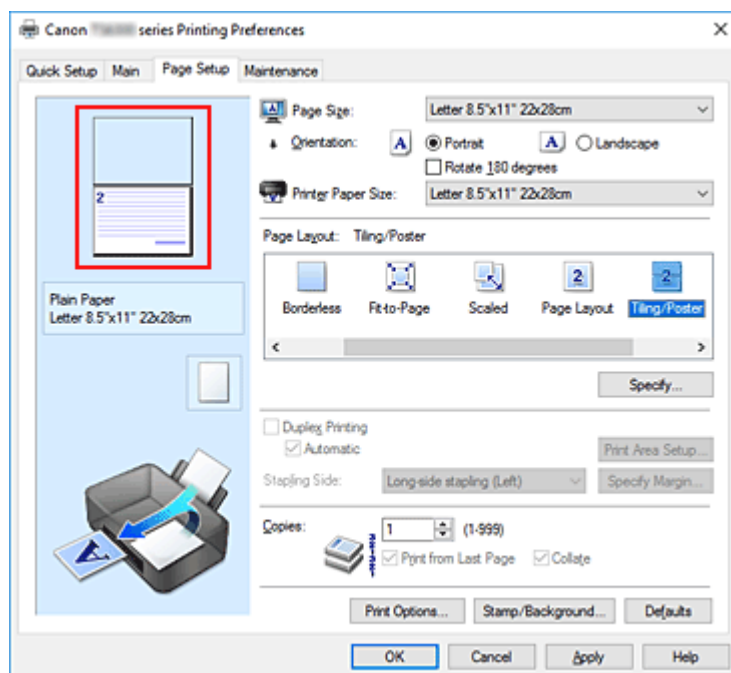 Canon series Printing Preferences
Quick Setup Main Page Setup Maintenance
2
Plain Paper
Letter 8.5"x11" 22x28cm
A
Page Size: Letter 8.5"x11" 22x28cm
Orientation: A Portrait A Landscape
Rotate 180 degrees
Printer Paper Size: Letter 8.5"x11" 22x28cm
Page Layout: Tiling/Poster
2 2
Borderless Fit-to-Page Scaled Page Layout Tiling/Poster
Specify...
Duplex Printing
Automatic Print Area Setup...
Stapling Side: Long-side stapling (Left) Specify Margin...
Copies: 1 (1-999)
Print from Last Page Collate
Print Options... Stamp/Background... Defaults
OK Cancel Apply Help